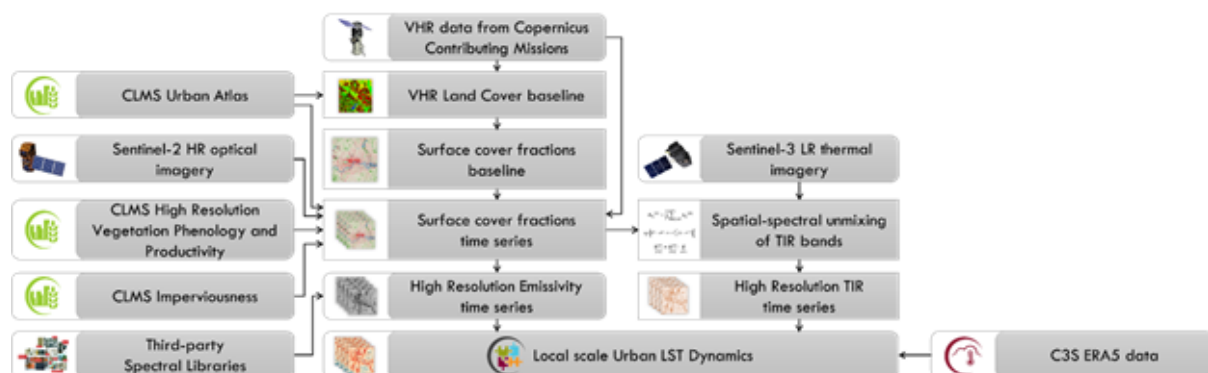 VHR data from Copernicus
Contributing Missions
CLMS Urban Atlas
VHR Land Cover baseline
Sentinel-2 HR optical
imagery
Surface cover fractions
baseline
Sentinel-3 LR thermal
imagery
CLMS High Resolution
Vegetation Phenology and
Productivity
Surface cover fractions
time series
Spatial-spectral unmixing
of TIR bands
CLMS Imperviousness
High Resolution Emissivity
time series
High Resolution TIR
time series
Third-party
Spectral Libraries
Local scale Urban LST Dynamics
C3S ERA5 data